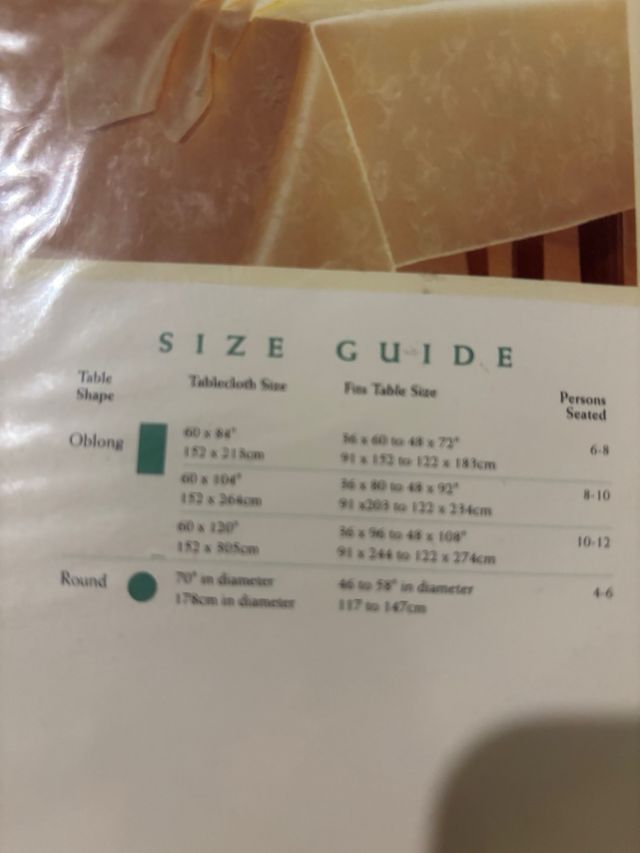 SIZE GUIDE
Table Shape
Tablecloth Size
Fits Table Size
Persons Seated
Oblong
60 x 84"
36 x 60 to 48 x 72"
6-8
152 x 213cm
91 x 152 to 122 x 183cm
60 x 104"
36 x 80 to 48 x 92"
8-10
152 x 264cm
91 x203 to 122 x 234cm
60 x 120"
36 x 96 to 48 x 108"
10-12
152 x 305cm
91 x 244 to 122 x 274cm
Round
70" in diameter
46 to 58" in diameter
4-6
178cm in diameter
117 to 147cm